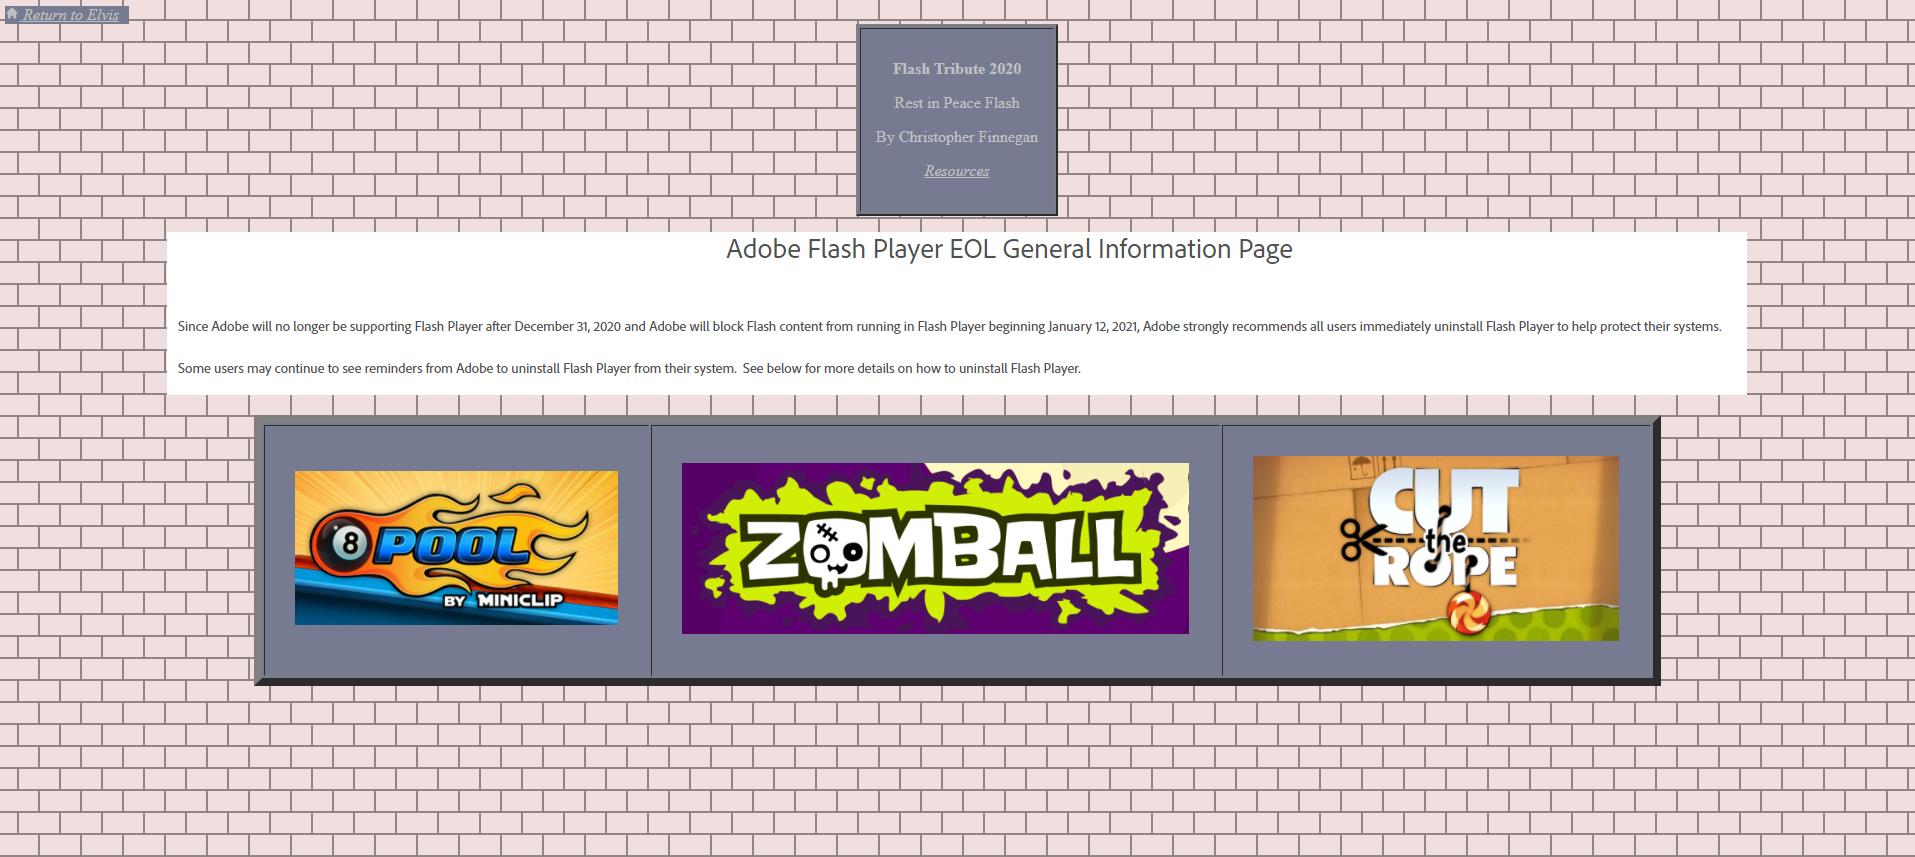 Return to Elvis
Flash Tribute 2020
Rest in Peace Flash
By Christopher Finnegan
Resources
Adobe Flash Player EOL General Information Page
Since Adobe will no longer be supporting Flash Player after December 31, 2020 and Adobe will block Flash content from running in Flash Player beginning January 12, 2021, Adobe strongly recommends all users immediately uninstall Flash Player to help protect their systems.
Some users may continue to see reminders from Adobe to uninstall Flash Player from their system.  See below for more details on how to uninstall Flash Player.
8 POOL
BY MINICLIP
ZOMBALL
CUT
the
ROPE